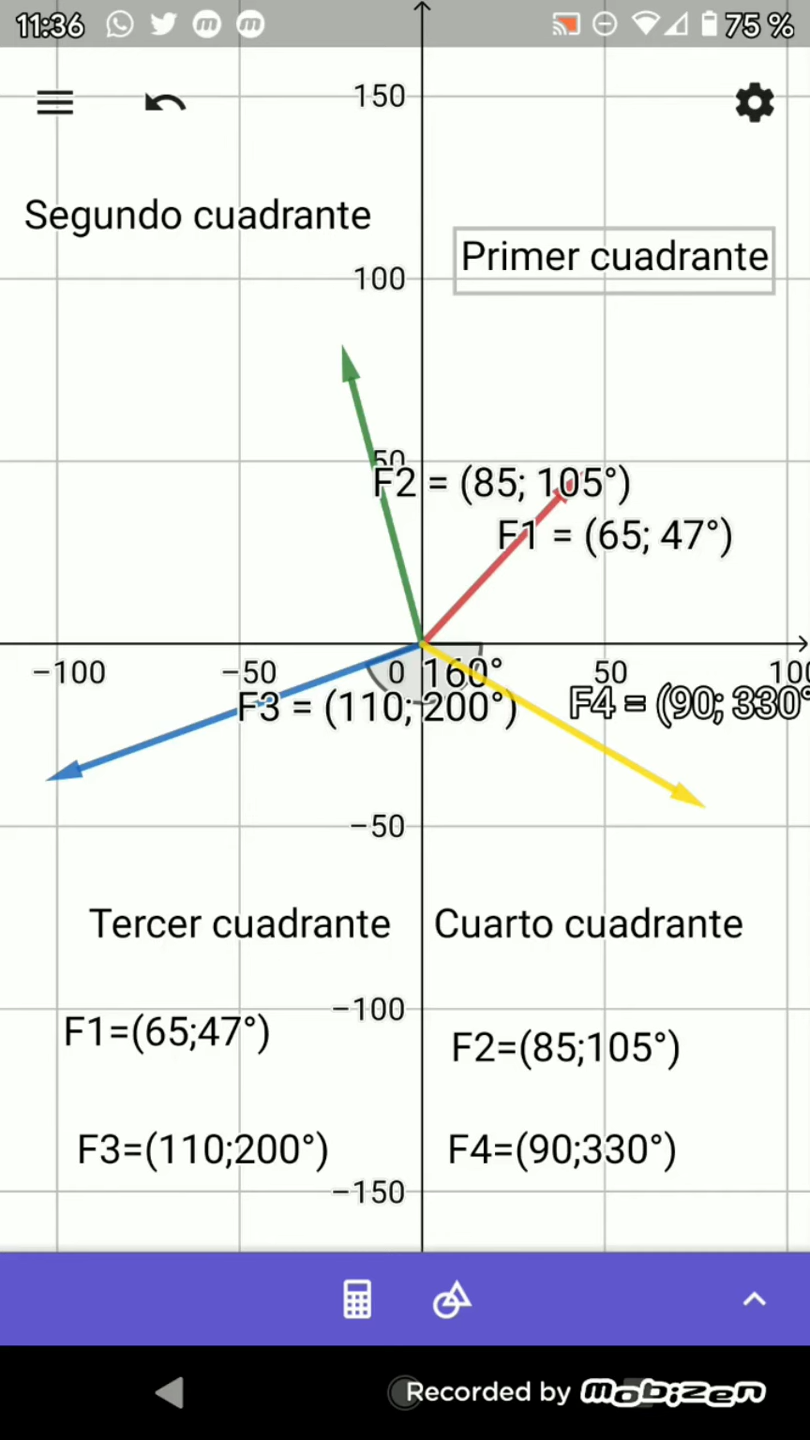 11:36 75 %
150
Segundo cuadrante
Primer cuadrante
100
50
F2 = (85; 105°)
F1 = (65; 47°)
−100 −50 0 160° 50 100
F3 = (110; 200°) F4 = (90; 330°
−50
Tercer cuadrante Cuarto cuadrante
−100
F1=(65;47°)
F2=(85;105°)
F3=(110;200°) F4=(90;330°)
−150
Recorded by mobizen